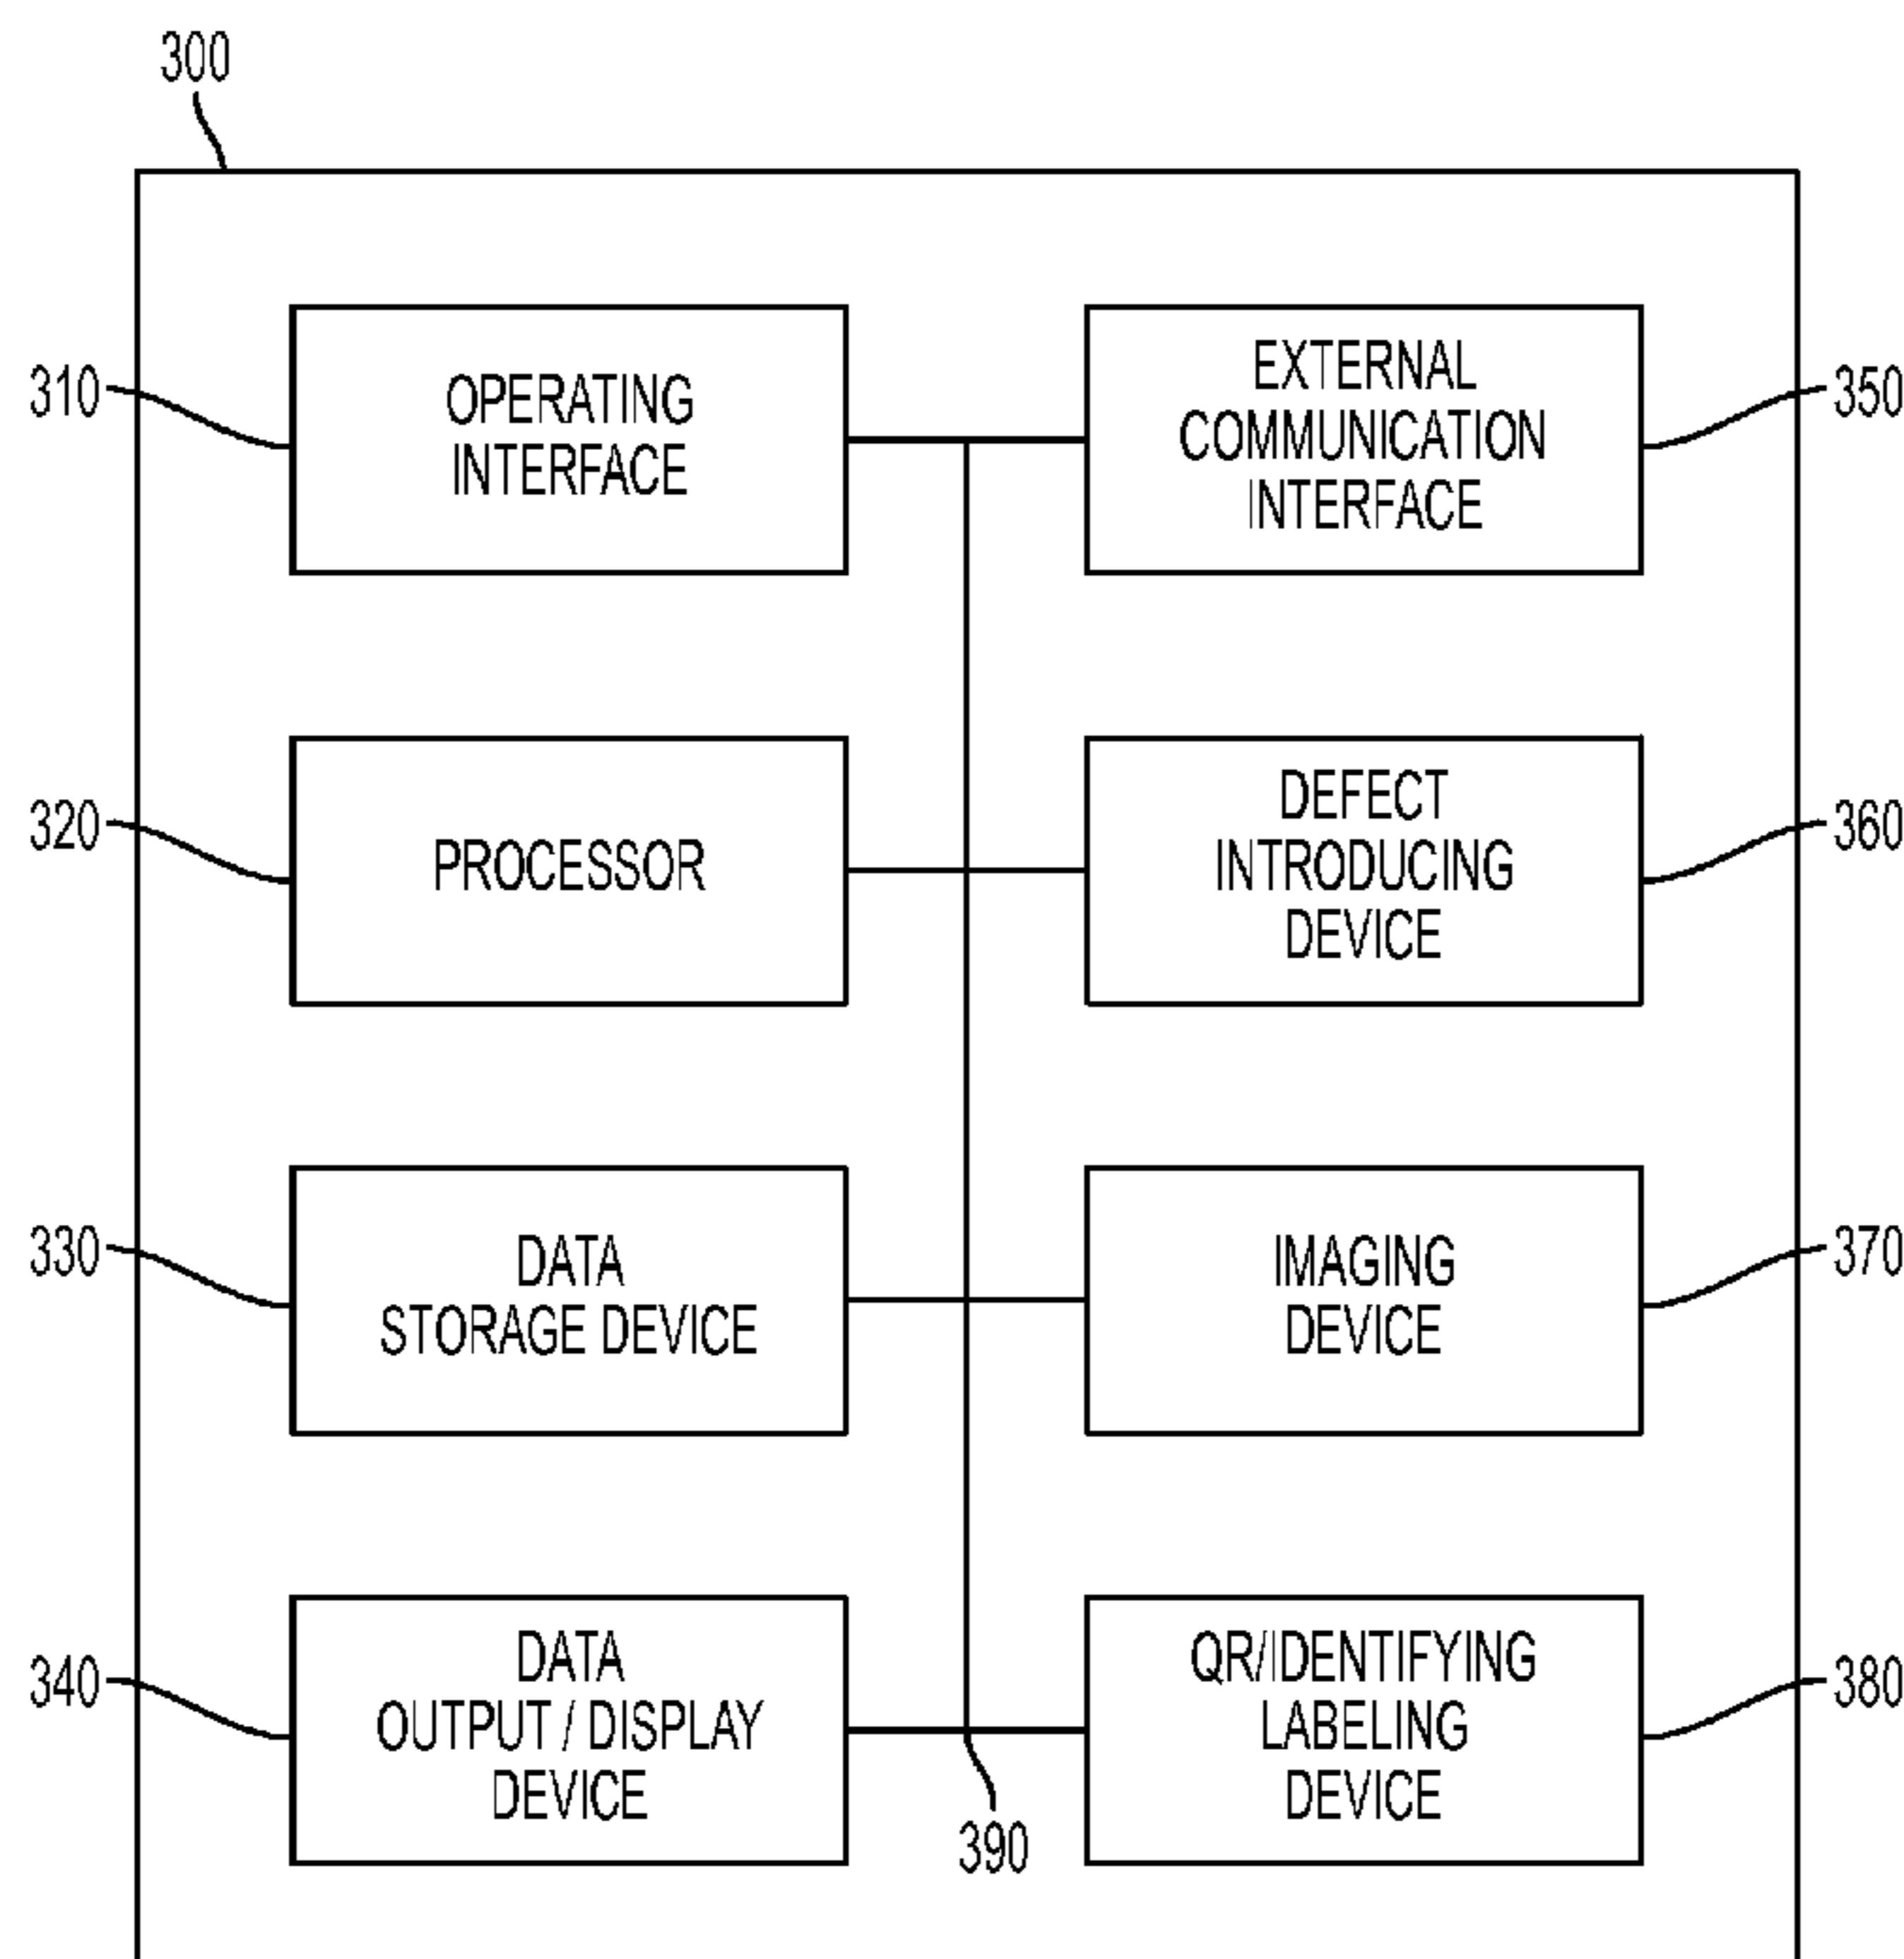 300
310
OPERATING
INTERFACE
EXTERNAL
COMMUNICATION
INTERFACE
350
320
PROCESSOR
DEFECT
INTRODUCING
DEVICE
360
330
DATA
STORAGE DEVICE
IMAGING
DEVICE
370
340
DATA
OUTPUT / DISPLAY
DEVICE
QR/IDENTIFYING
LABELING
DEVICE
380
390